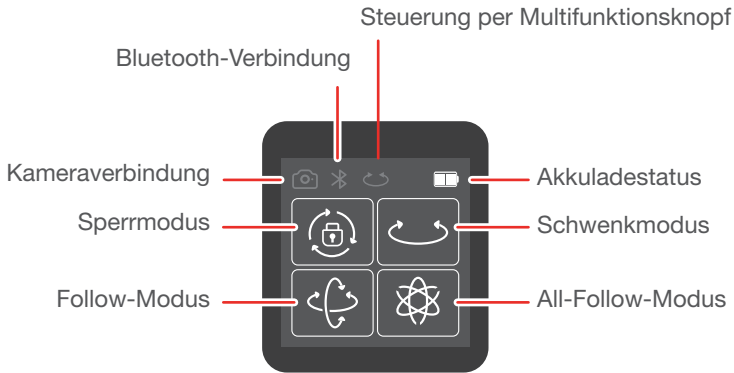 Steuerung per Multifunktionsknopf
Bluetooth-Verbindung
Kameraverbindung
Akkuladestatus
Sperrmodus
Schwenkmodus
Follow-Modus
All-Follow-Modus